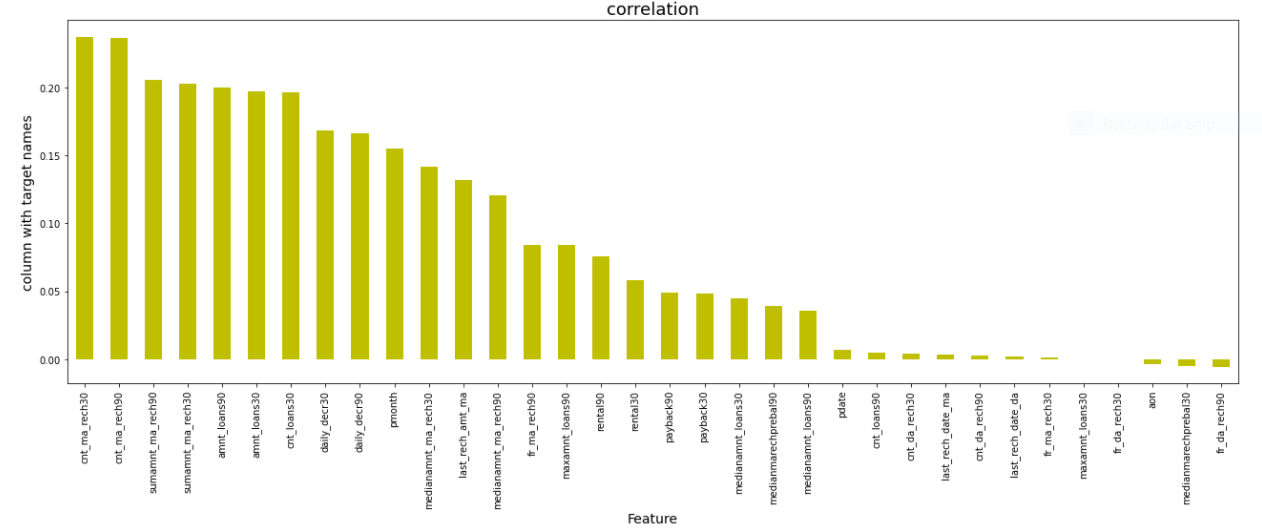 correlation
column with target names
0.20
0.15
0.10
0.05
0.00
Rectangular Snip
cnt_ma_rech30
cnt_ma_rech90
sumamnt_ma_rech90
sumamnt_ma_rech30
amnt_loans90
amnt_loans30
cnt_loans30
daily_decr30
daily_decr90
pmonth
medianamnt_ma_rech30
last_rech_amt_ma
medianamnt_ma_rech90
fr_ma_rech90
maxamnt_loans90
rental90
rental30
payback90
payback30
medianamnt_loans30
medianmarechprebal90
medianamnt_loans90
pdate
cnt_loans90
cnt_da_rech30
last_rech_date_ma
cnt_da_rech90
last_rech_date_da
fr_ma_rech30
maxamnt_loans30
fr_da_rech30
aon
medianmarechprebal30
fr_da_rech90
Feature